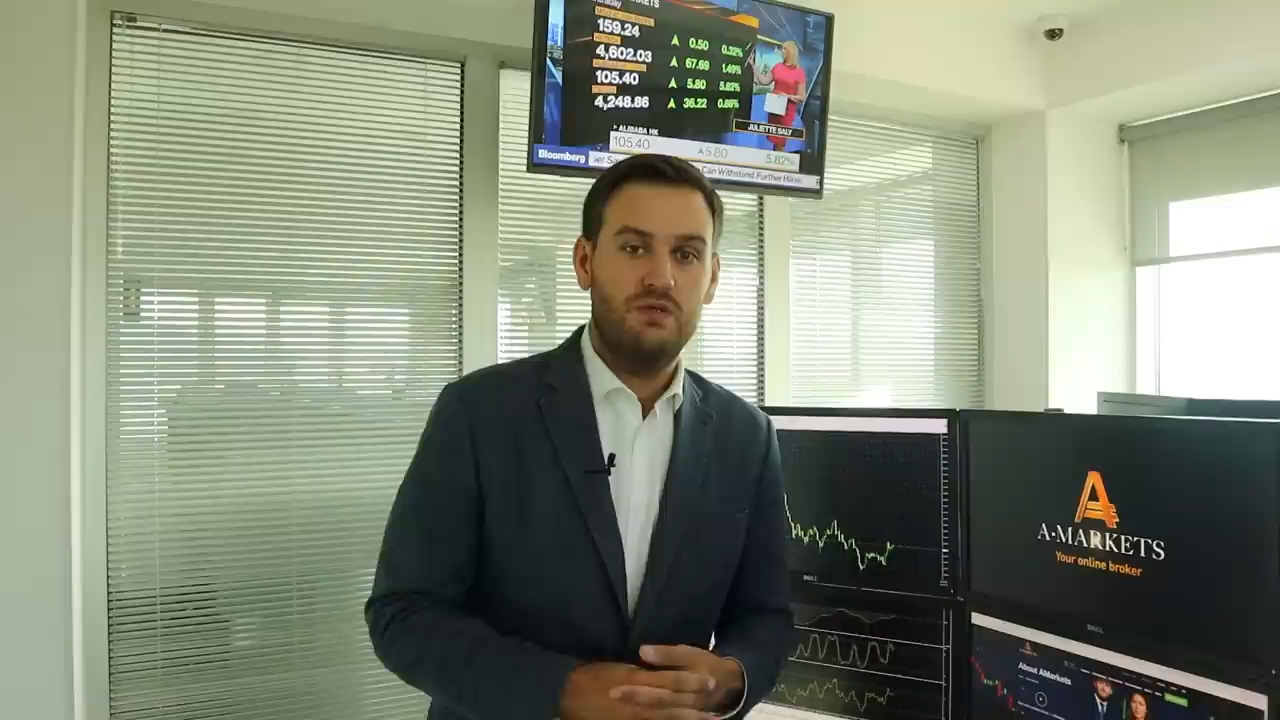 159.24
0.50 0.32%
4,602.03
67.69 1.49%
105.40
5.80 5.82%
4,248.86
36.22 0.86%
JULIETTE SALY
ALIBABA HK
105.40 5.80 5.82%
Bloomberg
Can Withstand Further Hikes
A·MARKETS
Your online broker
DELL
DELL
About AMarkets